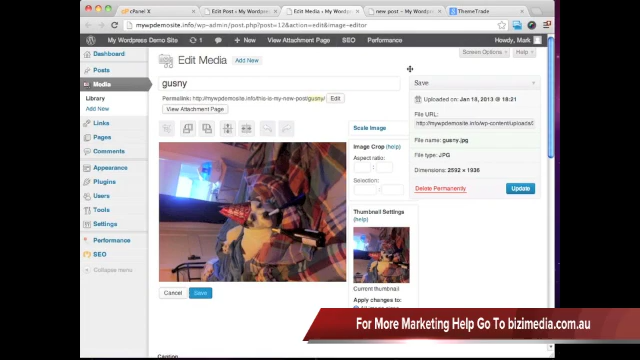 cPanel X
Edit Post ‹ My Wordpress D
Edit Media ‹ My Wordpress
new post ‹ My Wordpress D
ThemeTrade
mywpdemosite.info/wp-admin/post.php?post=12&action=edit&image-editor
My Wordpress Demo Site
6
+ New
View Attachment Page
SEO
Performance
Howdy, Mark
Dashboard
Posts
Media
Library
Add New
Links
Pages
Comments
Appearance
Plugins
Users
Tools
Settings
Performance
SEO
Collapse menu
Screen Options
Help
Edit Media
Add New
gusny
Permalink: http://mywpdemosite.info/this-is-my-new-post/gusny/
Edit
View Attachment Page
Scale Image
Image Crop (help)
Aspect ratio:
:
Selection:
:
Thumbnail Settings
(help)
Current thumbnail
Apply changes to:
Cancel
Save
Save
Uploaded on: Jan 18, 2013 @ 18:21
File URL:
http://mywpdemosite.info/wp-content/uploads/2
File name: gusny.jpg
File type: JPG
Dimensions: 2592 × 1936
Delete Permanently
Update
For More Marketing Help Go To bizimedia.com.au
Caption